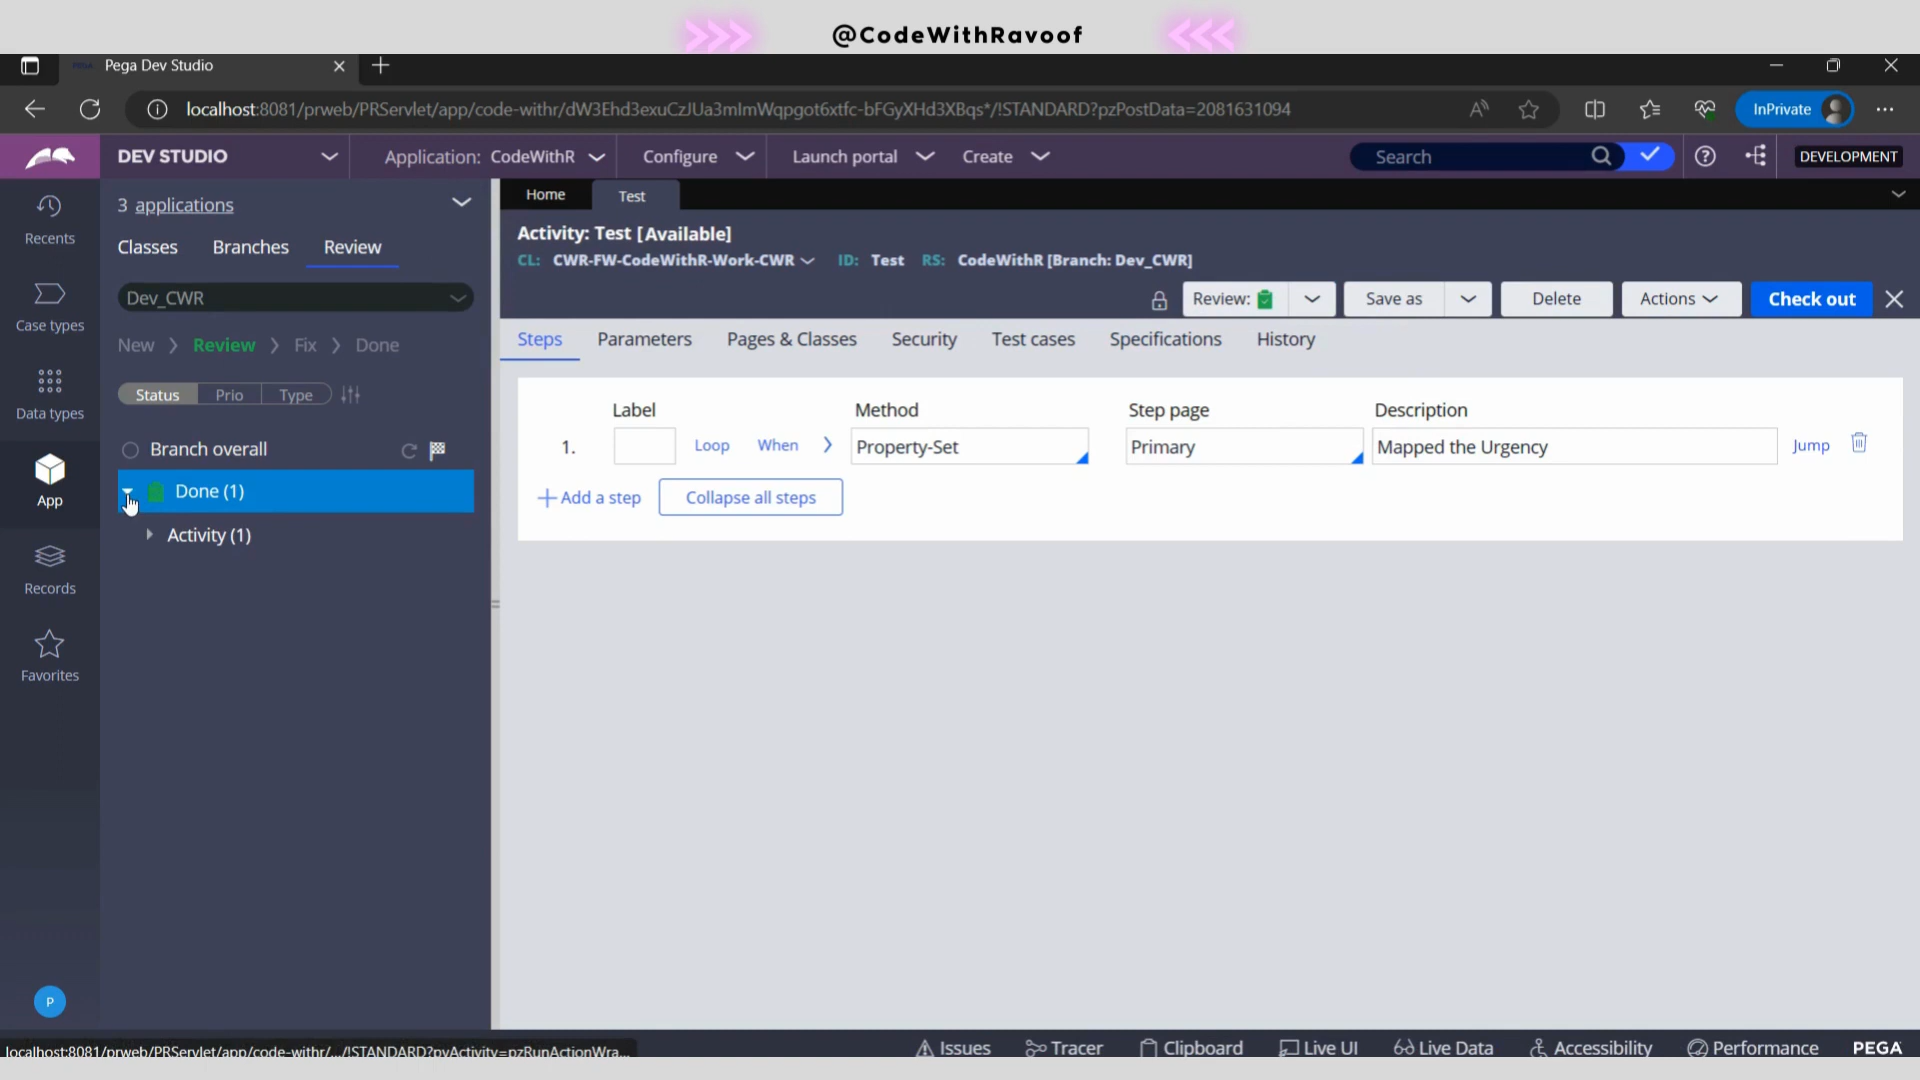 @CodeWithRavoof
Pega Dev Studio
localhost:8081/prweb/PRServlet/app/code-withr/dW3Ehd3exuCzJUa3mImWqpgot6xtfc-bFGyXHd3XBqs*/!STANDARD?pzPostData=2081631094
InPrivate
DEV STUDIO
Application: CodeWithR
Configure
Launch portal
Create
Search
DEVELOPMENT
Recents
Case types
Data types
App
Records
Favorites
P
3 applications
Classes Branches Review
Dev_CWR
New Review Fix Done
Status Prio Type
Branch overall
Done (1)
Activity (1)
Home Test
Activity: Test [Available]
CL: CWR-FW-CodeWithR-Work-CWR ID: Test RS: CodeWithR [Branch: Dev_CWR]
Review: Save as Delete Actions Check out
Steps Parameters Pages & Classes Security Test cases Specifications History
Label Method Step page Description
1. Loop When Property-Set Primary Mapped the Urgency Jump
Add a step Collapse all steps
localhost:8081/prweb/PRServlet/app/code-withr/.../!STANDARD?pyActivity=pzRunActionWra...
Issues Tracer Clipboard Live UI Live Data Accessibility Performance PEGA